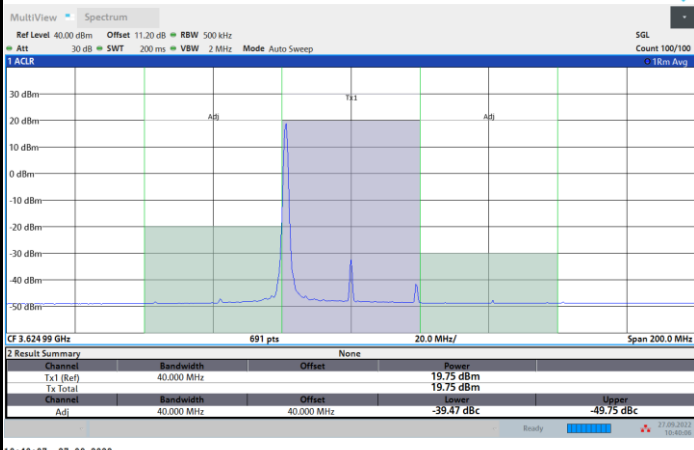 MultiView Spectrum
Ref Level 40.00 dBm Offset 11.20 dB RBW 500 kHz SGL
Att 30 dB SWT 200 ms VBW 2 MHz Mode Auto Sweep Count 100/100
1 ACLR 1Rm Avg
30 dBm
Tx1
20 dBm
Adj Adj
10 dBm
0 dBm
-10 dBm
-20 dBm
-30 dBm
-40 dBm
-50 dBm
CF 3.624 99 GHz 691 pts 20.0 MHz/ Span 200.0 MHz
2 Result Summary None
Channel Bandwidth Offset Power
Tx1 (Ref) 40.000 MHz 19.75 dBm
Tx Total 19.75 dBm
Channel Bandwidth Offset Lower Upper
Adj 40.000 MHz 40.000 MHz -39.47 dBc -49.75 dBc
Ready 27.09.2022
10:40:06